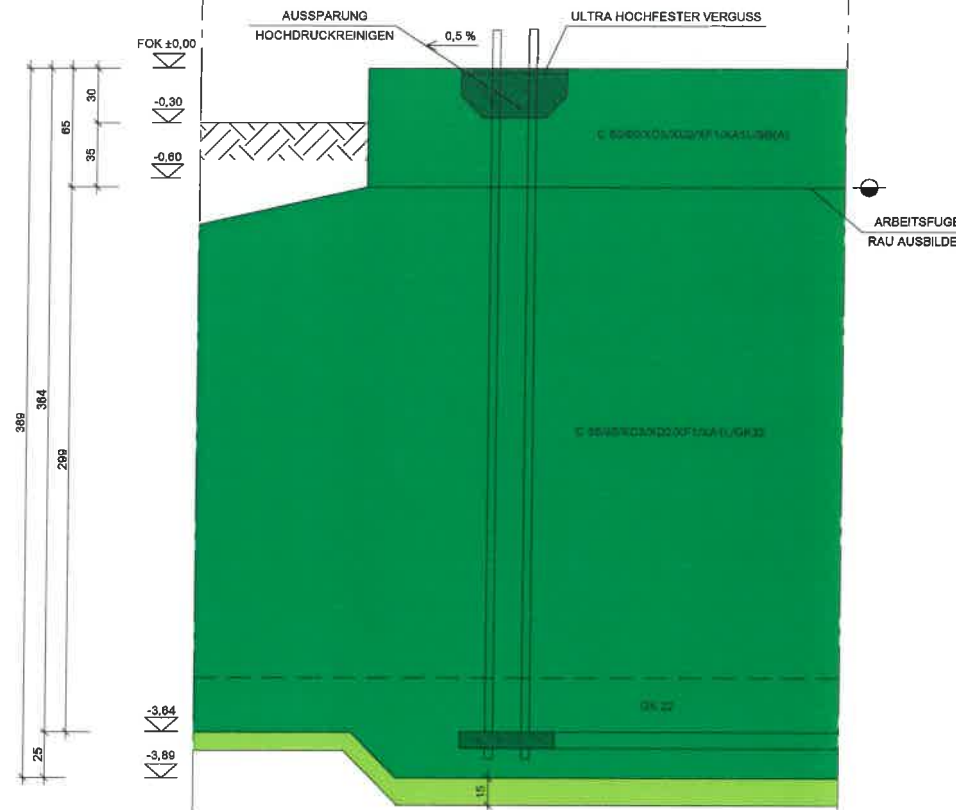 AUSSPARUNG
HOCHDRUCKREINIGEN
0,5 %
ULTRA HOCHFESTER VERGUSS
FOK ±0,00
-0,30
-0,60
30
35
65
ARBEITSFUGE
RAU AUSBILDE
389
364
299
GK 22
-3,64
-3,89
25
15